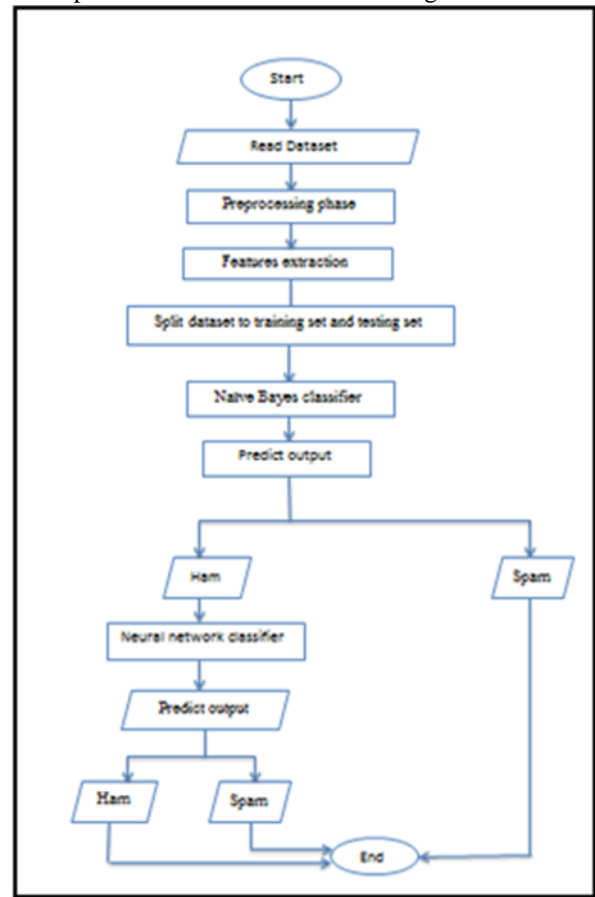 Start
Read Dataset
Preprocessing phase
Features extraction
Split dataset to training set and testing set
Naïve Bayes classifier
Predict output
Ham
Spam
Neural network classifier
Predict output
Ham
Spam
End